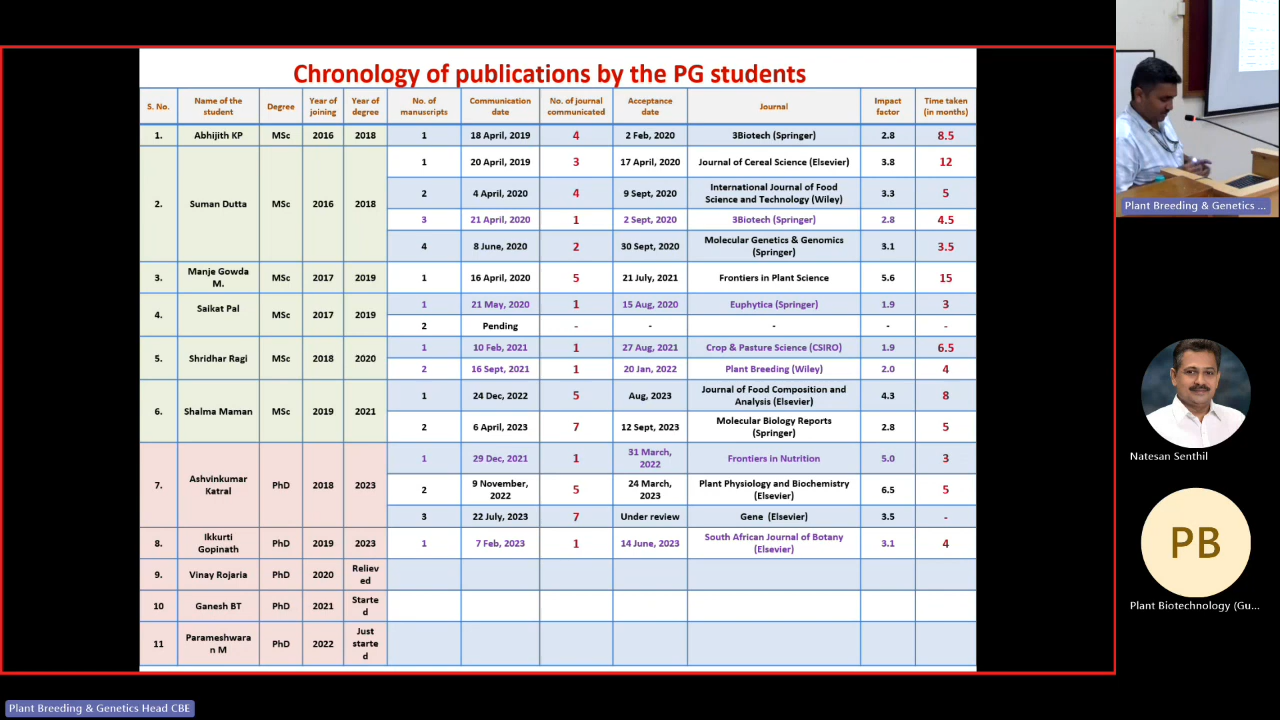 Chronology of publications by the PG students
S. No. Name of the student Degree Year of joining Year of degree No. of manuscripts Communication date No. of journal communicated Acceptance date Journal Impact factor Time taken (in months)
1. Abhijith KP MSc 2016 2018 1 18 April, 2019 4 2 Feb, 2020 3Biotech (Springer) 2.8 8.5
2. Suman Dutta MSc 2016 2018 1 20 April, 2019 3 17 April, 2020 Journal of Cereal Science (Elsevier) 3.8 12
2 4 April, 2020 4 9 Sept, 2020 International Journal of Food Science and Technology (Wiley) 3.3 5
3 21 April, 2020 1 2 Sept, 2020 3Biotech (Springer) 2.8 4.5
4 8 June, 2020 2 30 Sept, 2020 Molecular Genetics & Genomics (Springer) 3.1 3.5
3. Manje Gowda M. MSc 2017 2019 1 16 April, 2020 5 21 July, 2021 Frontiers in Plant Science 5.6 15
4. Saikat Pal MSc 2017 2019 1 21 May, 2020 1 15 Aug, 2020 Euphytica (Springer) 1.9 3
2 Pending - - - - -
5. Shridhar Ragi MSc 2018 2020 1 10 Feb, 2021 1 27 Aug, 2021 Crop & Pasture Science (CSIRO) 1.9 6.5
2 16 Sept, 2021 1 20 Jan, 2022 Plant Breeding (Wiley) 2.0 4
6. Shalma Maman MSc 2019 2021 1 24 Dec, 2022 5 Aug, 2023 Journal of Food Composition and Analysis (Elsevier) 4.3 8
2 6 April, 2023 7 12 Sept, 2023 Molecular Biology Reports (Springer) 2.8 5
7. Ashvinkumar Katral PhD 2018 2023 1 29 Dec, 2021 1 31 March, 2022 Frontiers in Nutrition 5.0 3
2 9 November, 2022 5 24 March, 2023 Plant Physiology and Biochemistry (Elsevier) 6.5 5
3 22 July, 2023 7 Under review Gene (Elsevier) 3.5 -
8. Ikkurti Gopinath PhD 2019 2023 1 7 Feb, 2023 1 14 June, 2023 South African Journal of Botany (Elsevier) 3.1 4
9. Vinay Rojaria PhD 2020 Relieved
10 Ganesh BT PhD 2021 Started
11 Parameshwaran M PhD 2022 Just started
Plant Breeding & Genetics ...
Natesan Senthil
PB
Plant Biotechnology (Gu...
Plant Breeding & Genetics Head CBE